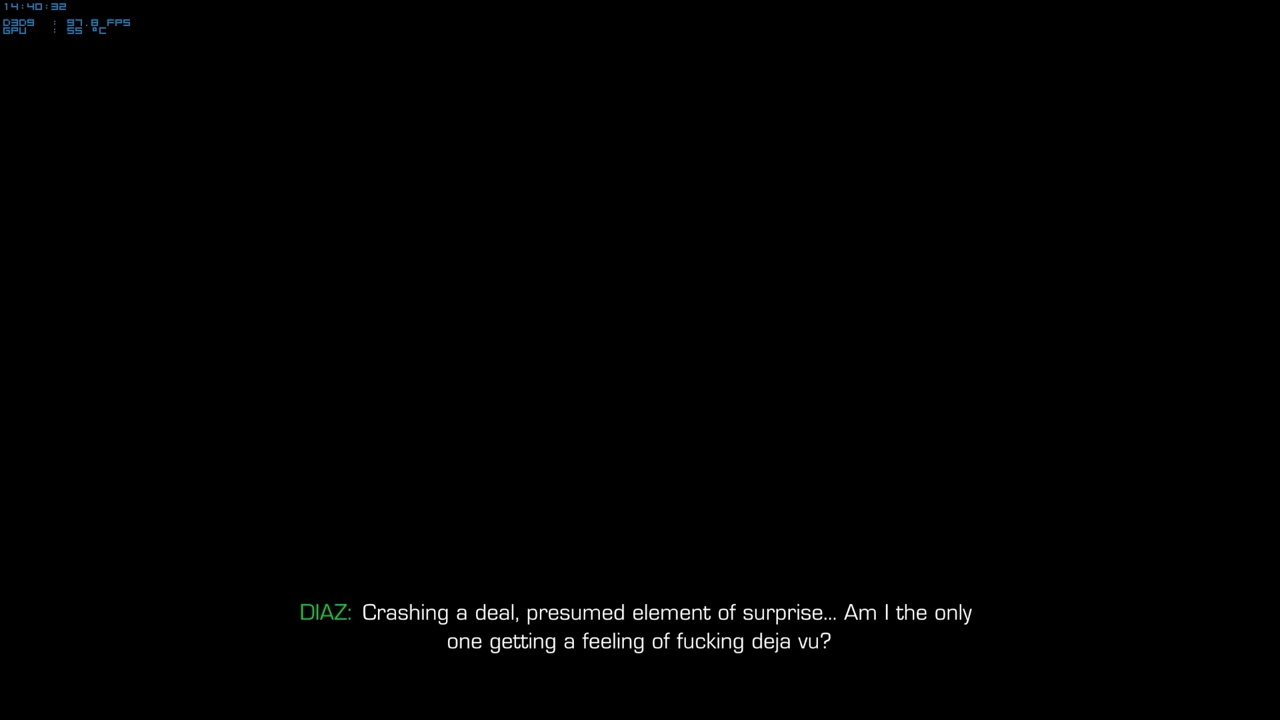 14:40:32
D3D9 : 97.8 FPS
GPU : 55 °C
DIAZ: Crashing a deal, presumed element of surprise... Am I the only
one getting a feeling of fucking deja vu?